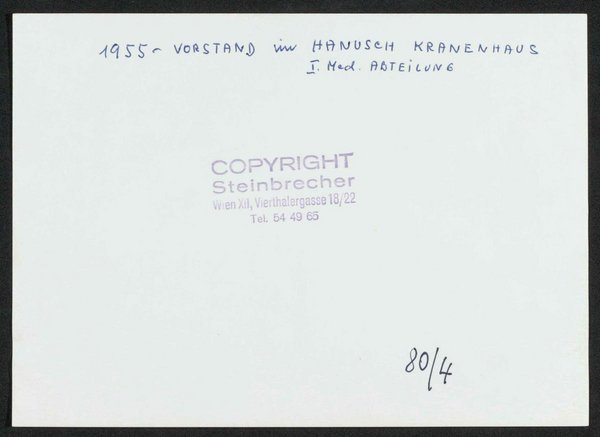 1955- VORSTAND im HANUSCH KRANENHAUS
I. Med. ABTEILUNG
COPYRIGHT
Steinbrecher
Wien XII, Vierthalergasse 18/22
Tel. 54 49 65
80/4